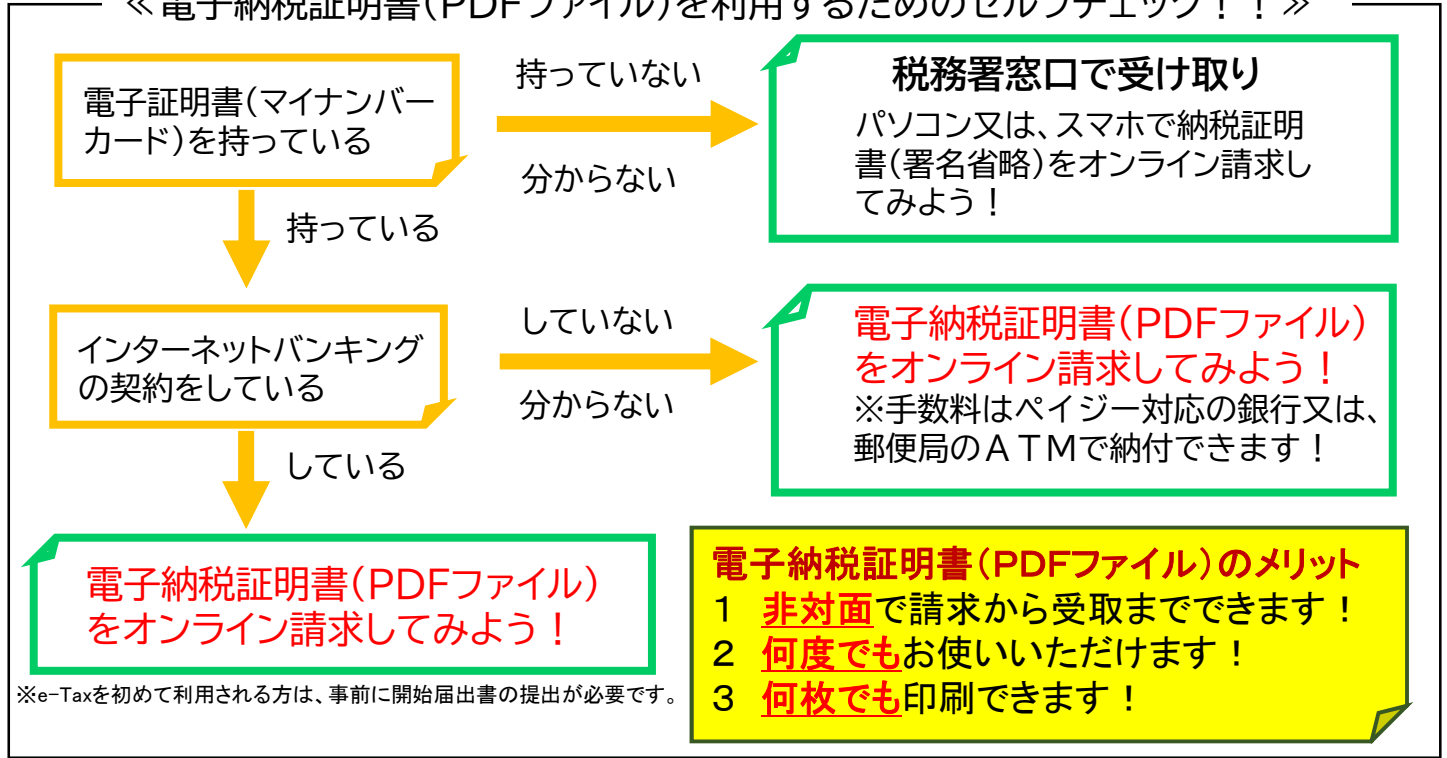 ≪電子納税証明書(PDFファイル)を利用するためのセルフチェック！！≫
電子証明書(マイナンバー
カード)を持っている
持っていない
分からない
税務署窓口で受け取り
パソコン又は、スマホで納税証明
書(署名省略)をオンライン請求し
てみよう！
持っている
インターネットバンキング
の契約をしている
していない
分からない
電子納税証明書(PDFファイル)
をオンライン請求してみよう！
※手数料はペイジー対応の銀行又は、
郵便局のＡＴＭで納付できます！
している
電子納税証明書(PDFファイル)
をオンライン請求してみよう！
※e-Taxを初めて利用される方は、事前に開始届出書の提出が必要です。
電子納税証明書(PDFファイル)のメリット
１ 非対面で請求から受取までできます！
２ 何度でもお使いいただけます！
３ 何枚でも印刷できます！